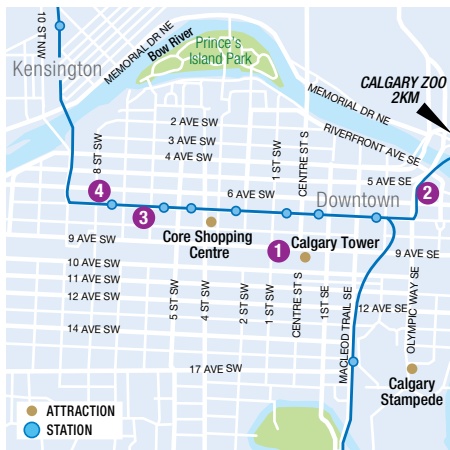 10 ST NW
Kensington
MEMORIAL DR NE
Bow River
Prince's
Island Park
MEMORIAL DR NE
CALGARY ZOO
2KM
RIVERFRONT AVE SE
2 AVE SW
3 AVE SW
4 AVE SW
8 ST SW
1 ST SW
CENTRE ST S
5 AVE SE
4
6 AVE SW
Downtown
2
3
Core Shopping
Centre
1
Calgary Tower
9 AVE SW
9 AVE SE
10 AVE SW
11 AVE SW
12 AVE SW
14 AVE SW
17 AVE SW
5 ST SW
4 ST SW
2 ST SW
1 ST SW
CENTRE ST S
1ST SE
MACLEOD TRAIL SE
12 AVE SE
OLYMPIC WAY SE
Calgary
Stampede
ATTRACTION
STATION